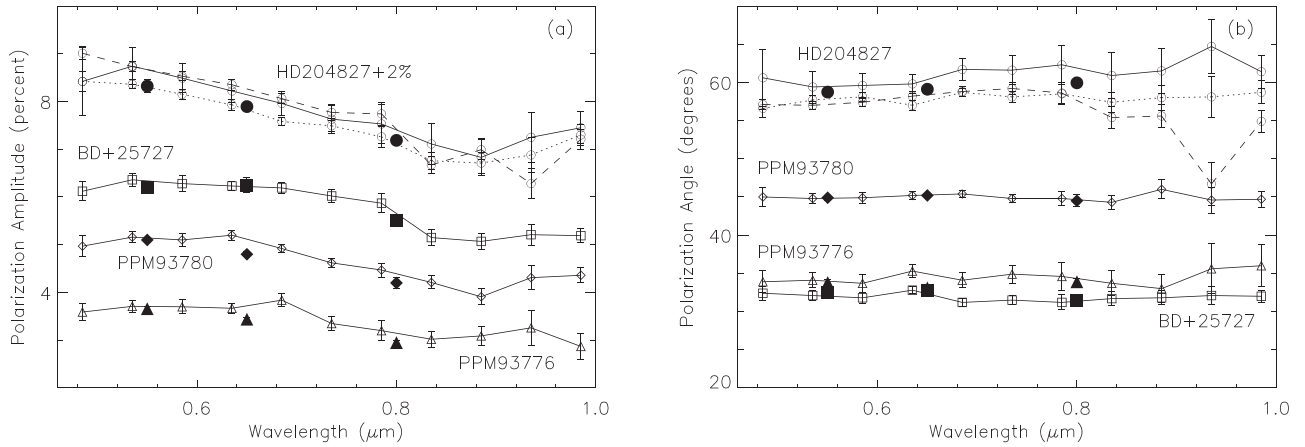 (a)
HD204827+2%
BD+25727
PPM93780
PPM93776
8
4
Polarization Amplitude (percent)
0.6
0.8
1.0
Wavelength (μm)
(b)
HD204827
PPM93780
PPM93776
BD+25727
60
40
20
Polarization Angle (degrees)
0.6
0.8
1.0
Wavelength (μm)